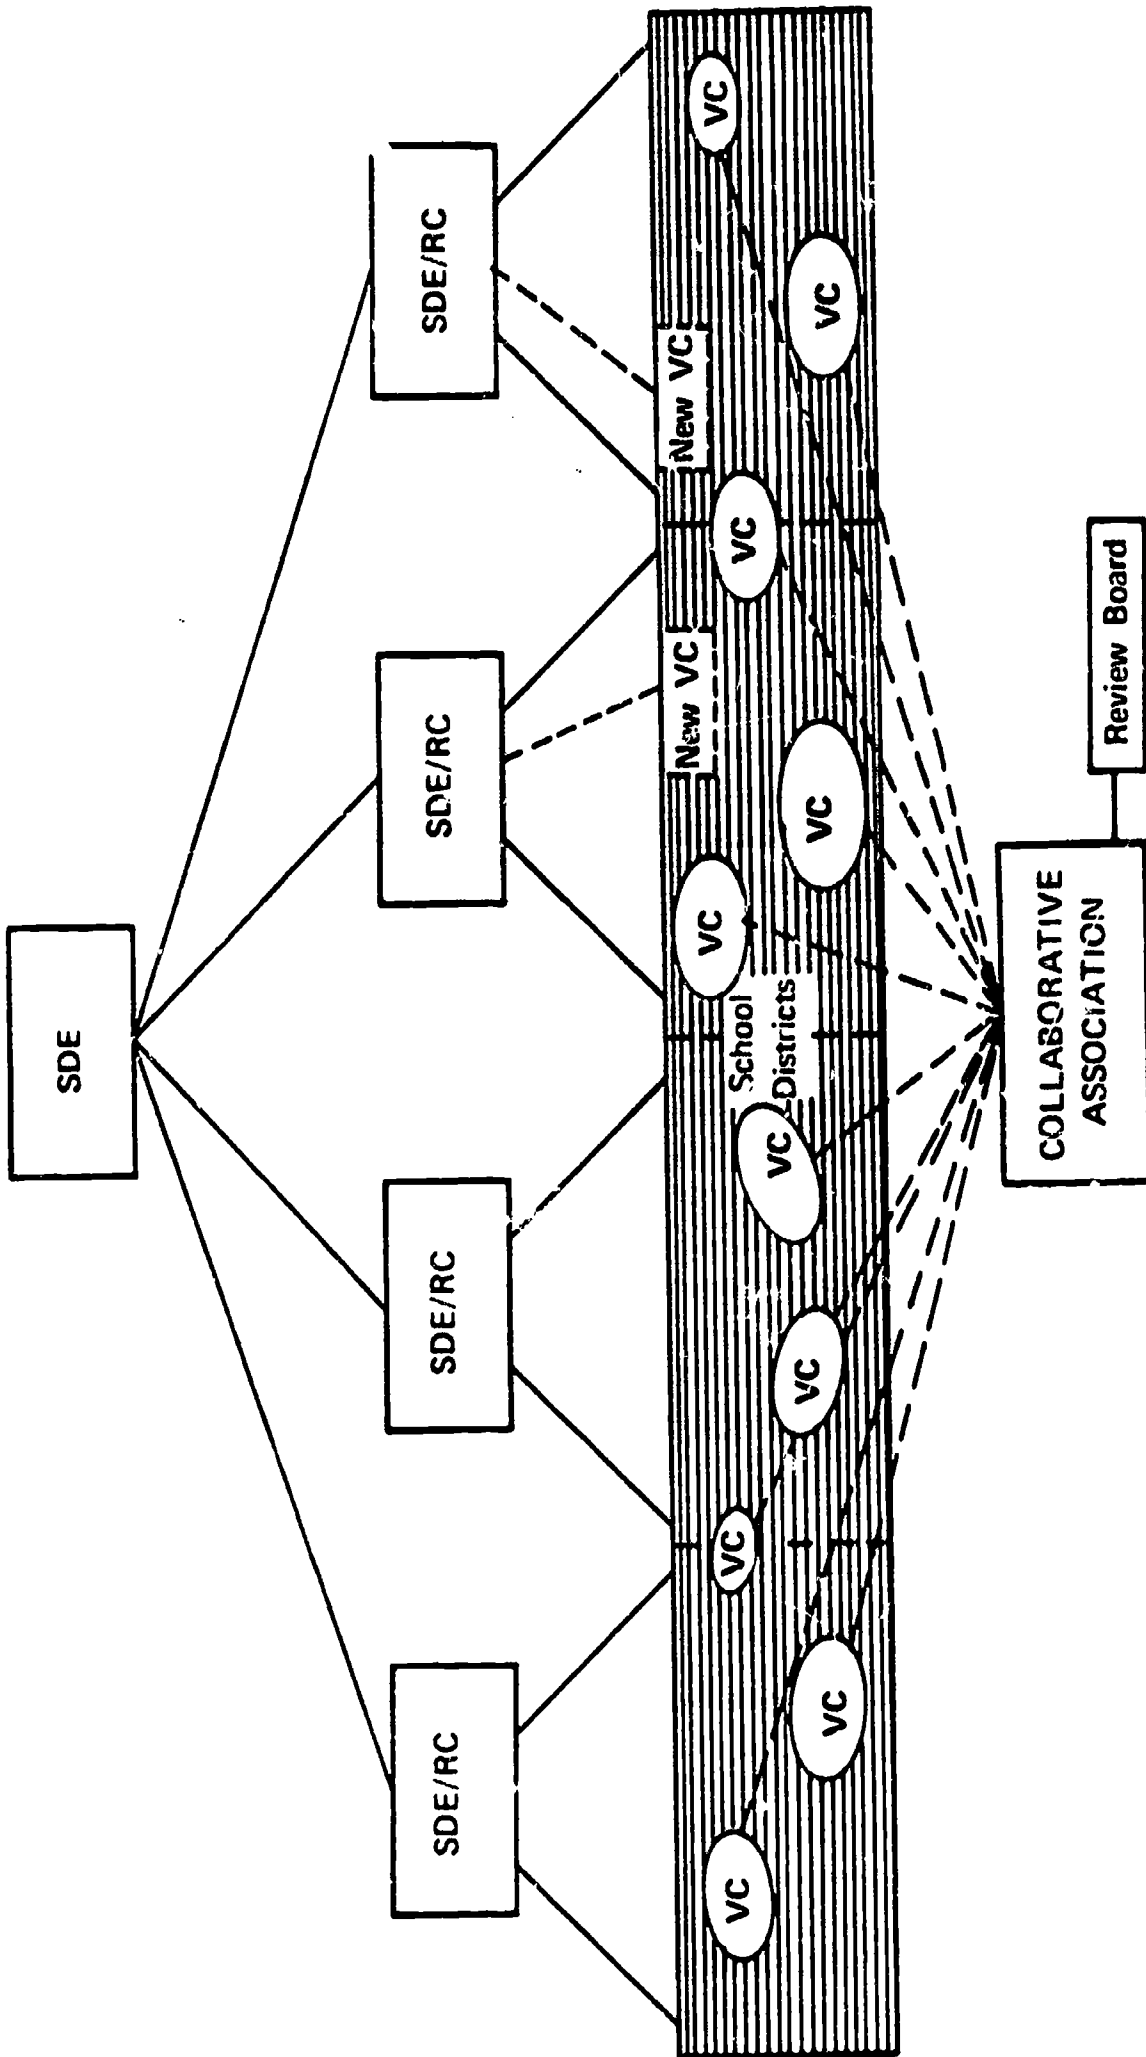 SDE
SDE/RC
SDE/RC
SDE/RC
SDE/RC
New VC
New VC
VC
VC
VC
VC
VC
School
Districts
VC
VC
VC
VC
VC
COLLABORATIVE
ASSOCIATION
Review Board